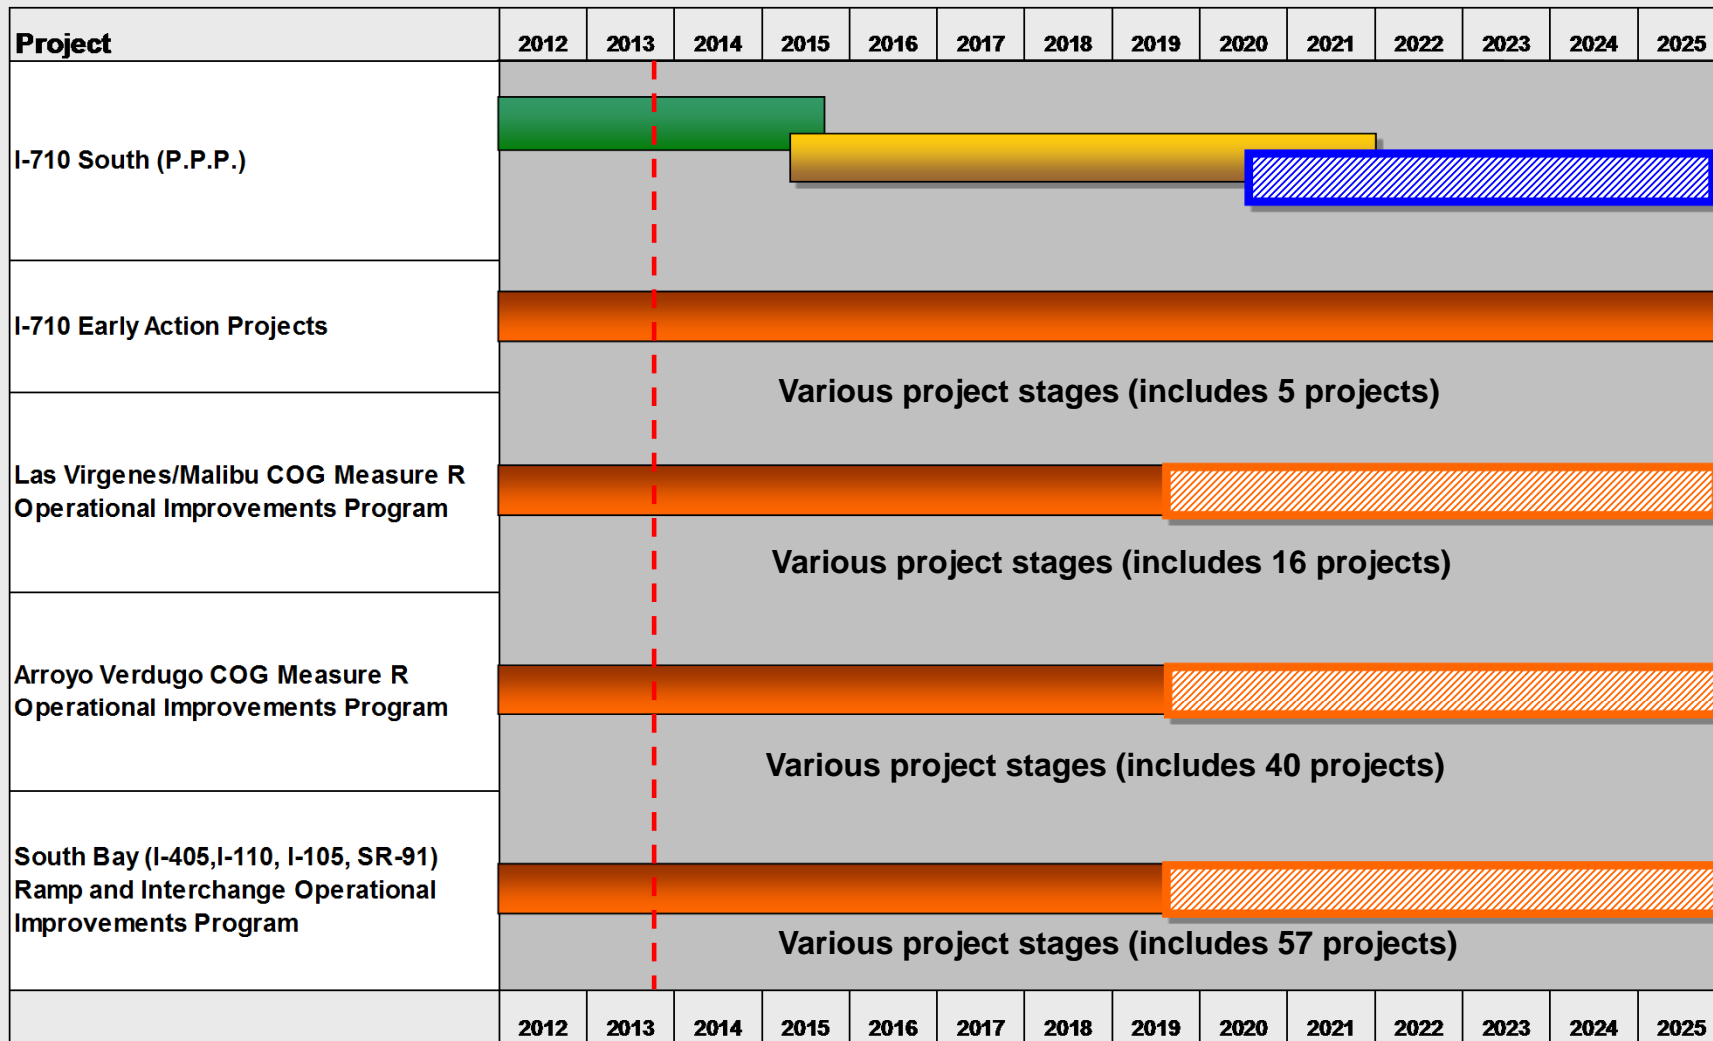 Project 2012 2013 2014 2015 2016 2017 2018 2019 2020 2021 2022 2023 2024 2025
I-710 South (P.P.P.)
I-710 Early Action Projects
Various project stages (includes 5 projects)
Las Virgenes/Malibu COG Measure R
Operational Improvements Program
Various project stages (includes 16 projects)
Arroyo Verdugo COG Measure R
Operational Improvements Program
Various project stages (includes 40 projects)
South Bay (I-405,I-110, I-105, SR-91)
Ramp and Interchange Operational
Improvements Program
Various project stages (includes 57 projects)
2012 2013 2014 2015 2016 2017 2018 2019 2020 2021 2022 2023 2024 2025